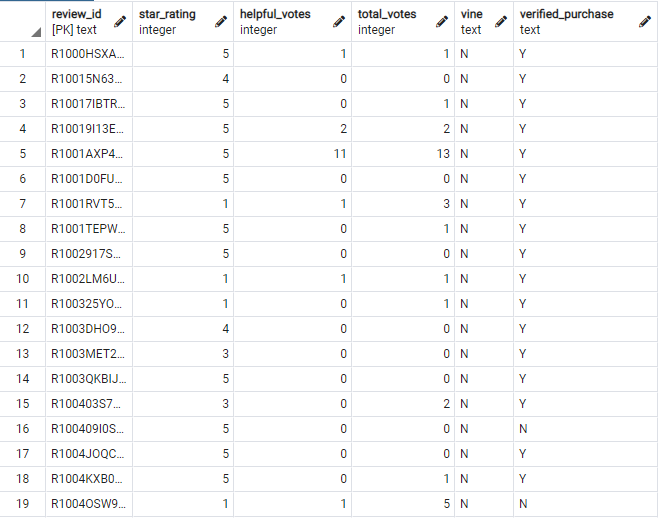 review_id star_rating helpful_votes total_votes vine verified_purchase
[PK] text integer integer integer text text
1 R1000HSXA... 5 1 1 N Y
2 R10015N63... 4 0 0 N Y
3 R10017IBTR... 5 0 1 N Y
4 R10019I13E... 5 2 2 N Y
5 R1001AXP4... 5 11 13 N Y
6 R1001D0FU... 5 0 0 N Y
7 R1001RVT5... 1 1 3 N Y
8 R1001TEPW... 5 0 1 N Y
9 R1002917S... 5 0 0 N Y
10 R1002LM6U... 1 1 1 N Y
11 R100325YO... 1 0 1 N Y
12 R1003DHO9... 4 0 0 N Y
13 R1003MET2... 3 0 0 N Y
14 R1003QKBIJ... 5 0 0 N Y
15 R100403S7... 3 0 2 N Y
16 R100409I0S... 5 0 0 N N
17 R1004JOQC... 5 0 0 N Y
18 R1004KXB0... 5 0 1 N Y
19 R1004OSW9... 1 1 5 N N